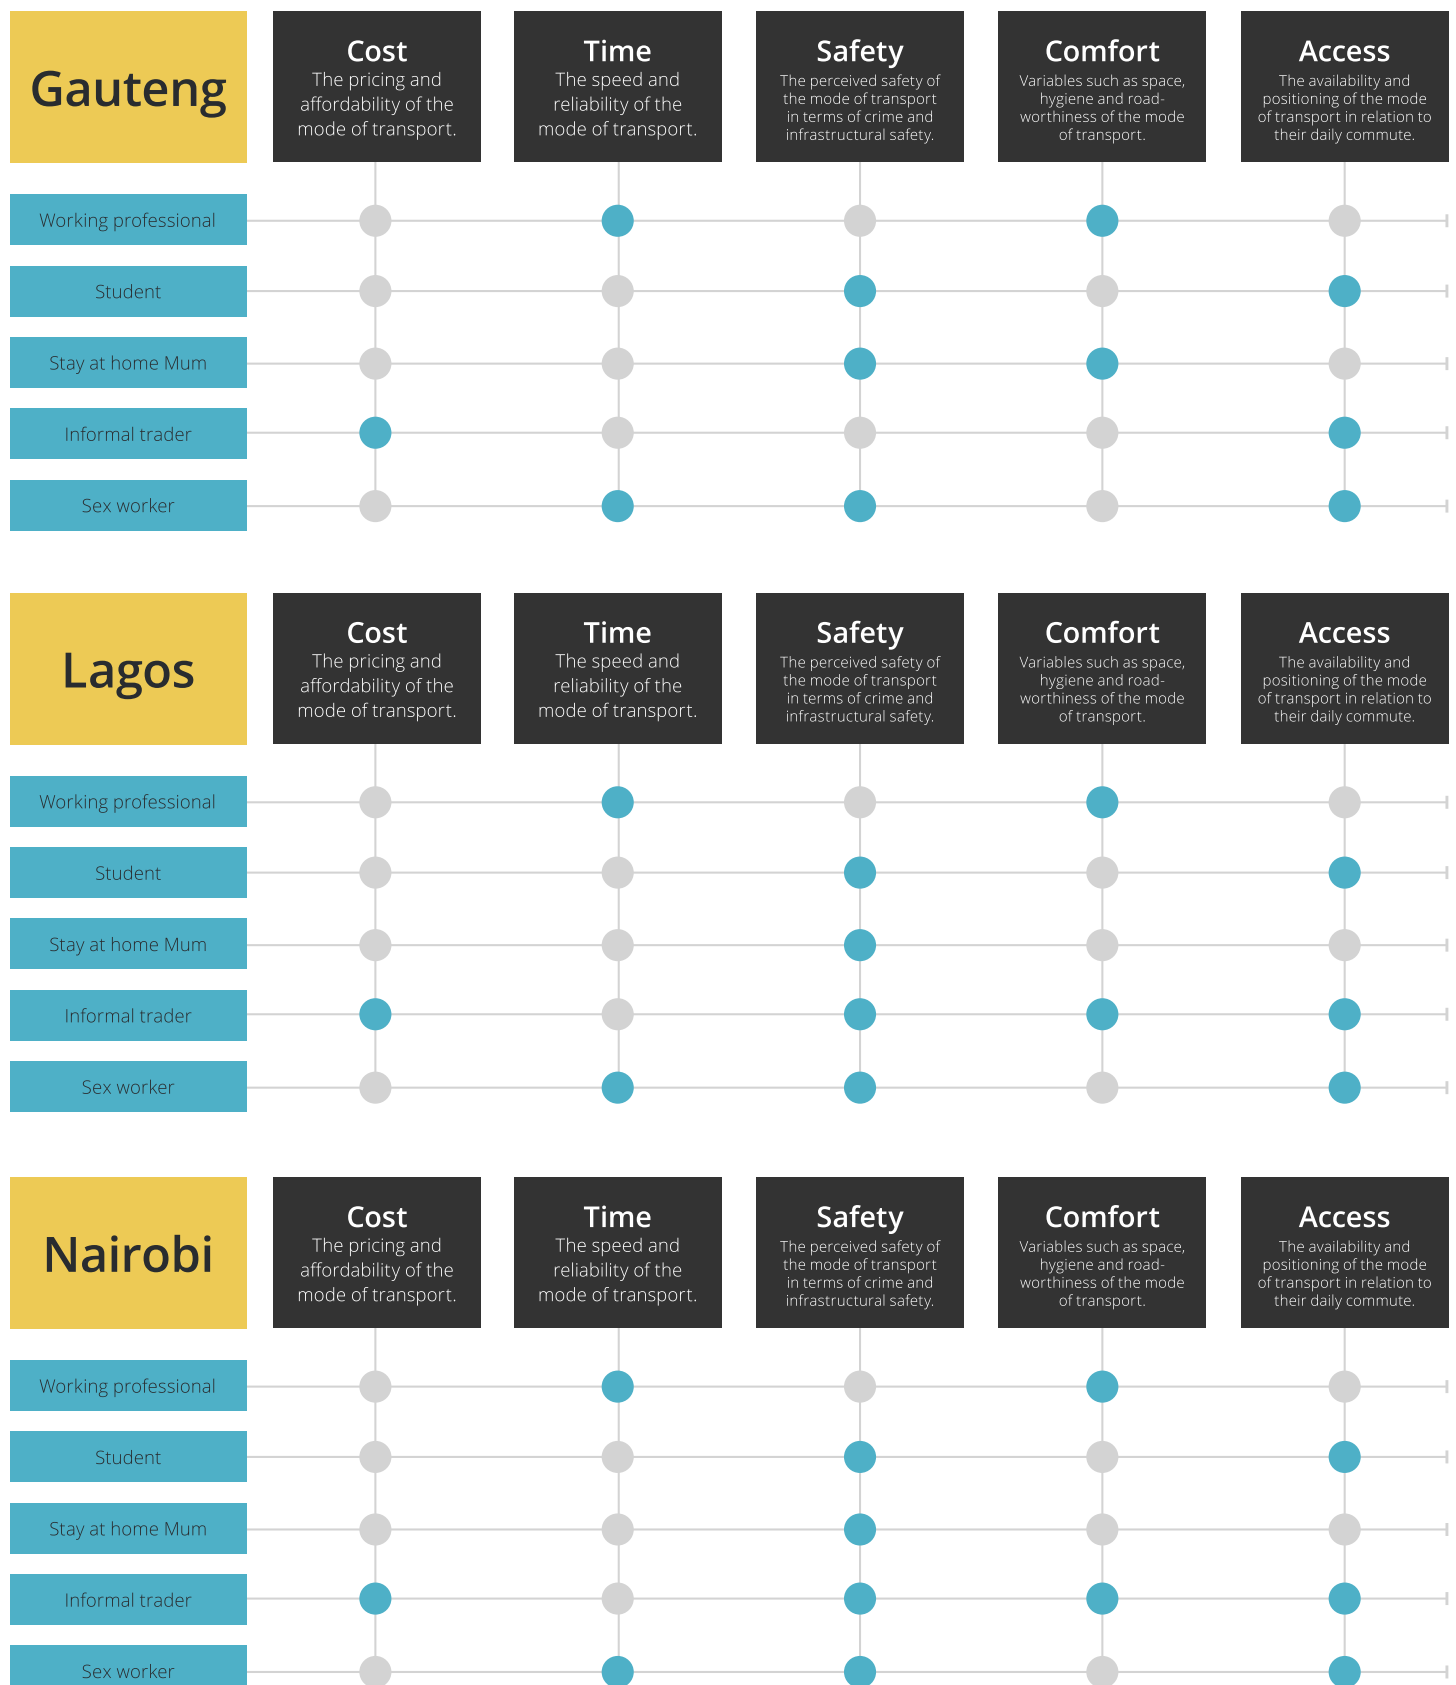 Gauteng
Cost
The pricing and
affordability of the
mode of transport.
Time
The speed and
reliability of the
mode of transport.
Safety
The perceived safety of
the mode of transport
in terms of crime and
infrastructural safety.
Comfort
Variables such as space,
hygiene and road-
worthiness of the mode
of transport.
Access
The availability and
positioning of the mode
of transport in relation to
their daily commute.
Working professional
Student
Stay at home Mum
Informal trader
Sex worker
Lagos
Cost
The pricing and
affordability of the
mode of transport.
Time
The speed and
reliability of the
mode of transport.
Safety
The perceived safety of
the mode of transport
in terms of crime and
infrastructural safety.
Comfort
Variables such as space,
hygiene and road-
worthiness of the mode
of transport.
Access
The availability and
positioning of the mode
of transport in relation to
their daily commute.
Working professional
Student
Stay at home Mum
Informal trader
Sex worker
Nairobi
Cost
The pricing and
affordability of the
mode of transport.
Time
The speed and
reliability of the
mode of transport.
Safety
The perceived safety of
the mode of transport
in terms of crime and
infrastructural safety.
Comfort
Variables such as space,
hygiene and road-
worthiness of the mode
of transport.
Access
The availability and
positioning of the mode
of transport in relation to
their daily commute.
Working professional
Student
Stay at home Mum
Informal trader
Sex worker